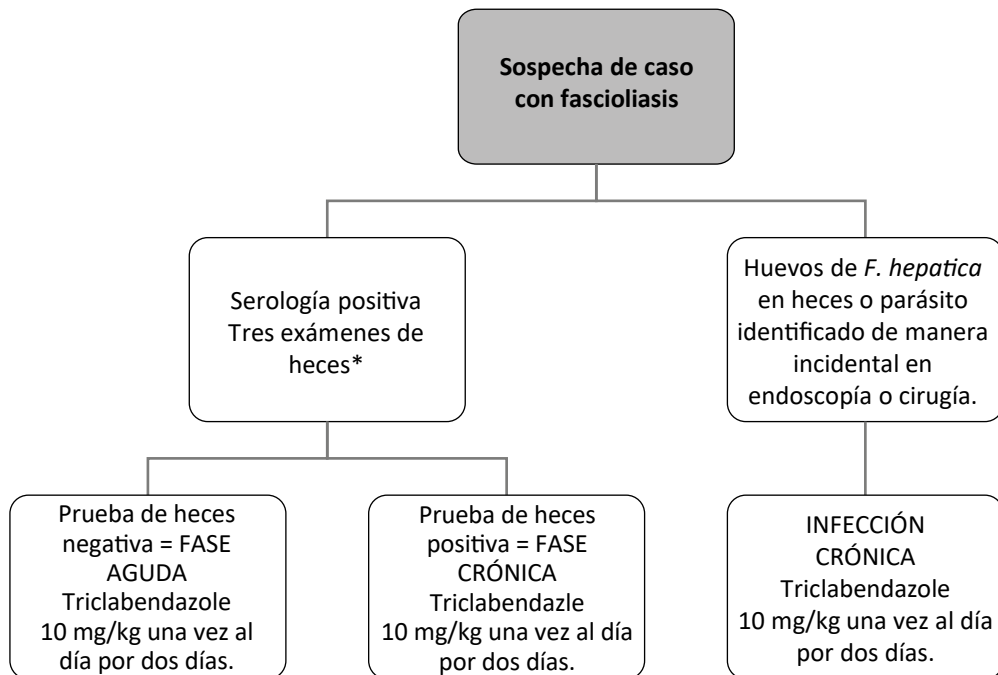 Sospecha de caso
con fascioliasis
Serología positiva
Tres exámenes de
heces*
Huevos de F. hepatica
en heces o parásito
identificado de manera
incidental en
endoscopía o cirugía.
Prueba de heces
negativa = FASE
AGUDA
Triclabendazole
10 mg/kg una vez al
día por dos días.
Prueba de heces
positiva = FASE
CRÓNICA
Triclabendazle
10 mg/kg una vez al día
por dos días.
INFECCIÓN
CRÓNICA
Triclabendazole
10 mg/kg una vez al día
por dos días.